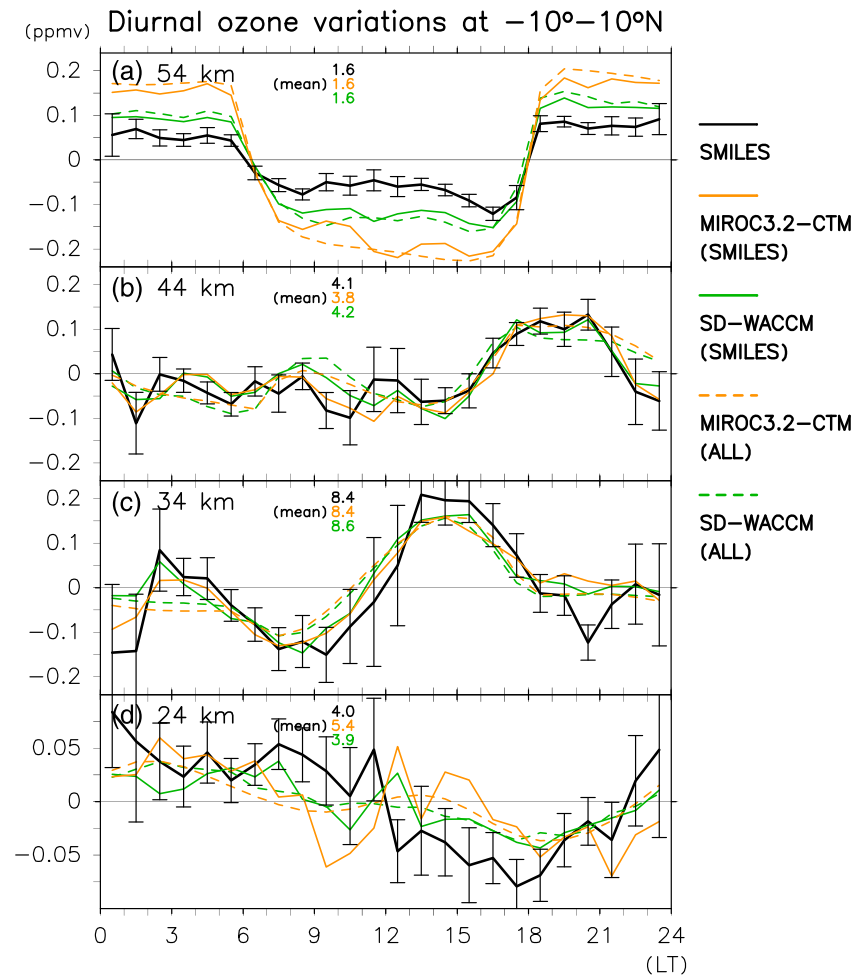 Diurnal ozone variations at −10º−10ºN
(ppmv)
(a) 54 km
1.6
(mean) 1.6
1.6
0.2
0.1
0
−0.1
−0.2
(b) 44 km
4.1
(mean) 3.8
4.2
0.2
0.1
0
−0.1
−0.2
(c) 34 km
8.4
(mean) 8.4
8.6
0.2
0.1
0
−0.1
−0.2
(d) 24 km
4.0
(mean) 5.4
3.9
0.05
0
−0.05
0 3 6 9 12 15 18 21 24
(LT)
SMILES
MIROC3.2−CTM
(SMILES)
SD−WACCM
(SMILES)
MIROC3.2−CTM
(ALL)
SD−WACCM
(ALL)